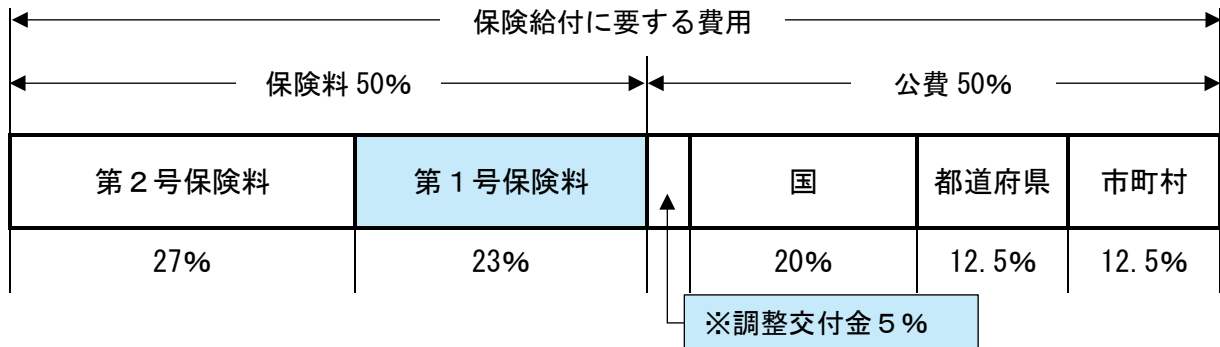 保険給付に要する費用
保険料 50% 公費 50%
第2号保険料 第1号保険料 国 都道府県 市町村
27% 23% 20% 12.5% 12.5%
※調整交付金5%